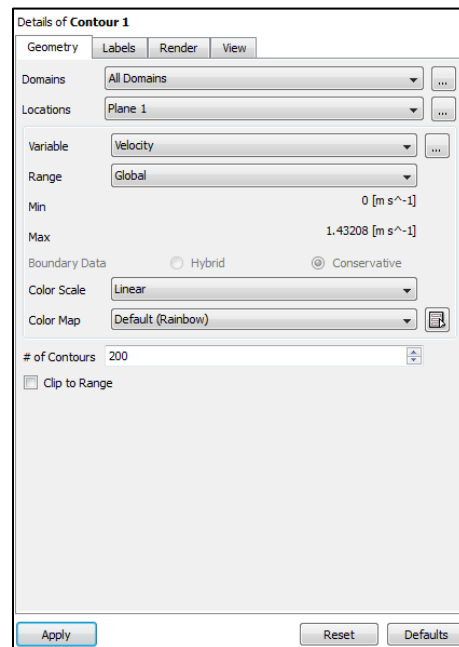 Details of Contour 1
Geometry Labels Render View
Domains All Domains ...
Locations Plane 1 ...
Variable Velocity ...
Range Global
Min 0 [m s^-1]
Max 1.43208 [m s^-1]
Boundary Data Hybrid Conservative
Color Scale Linear
Color Map Default (Rainbow)
# of Contours 200
Clip to Range
Apply Reset Defaults